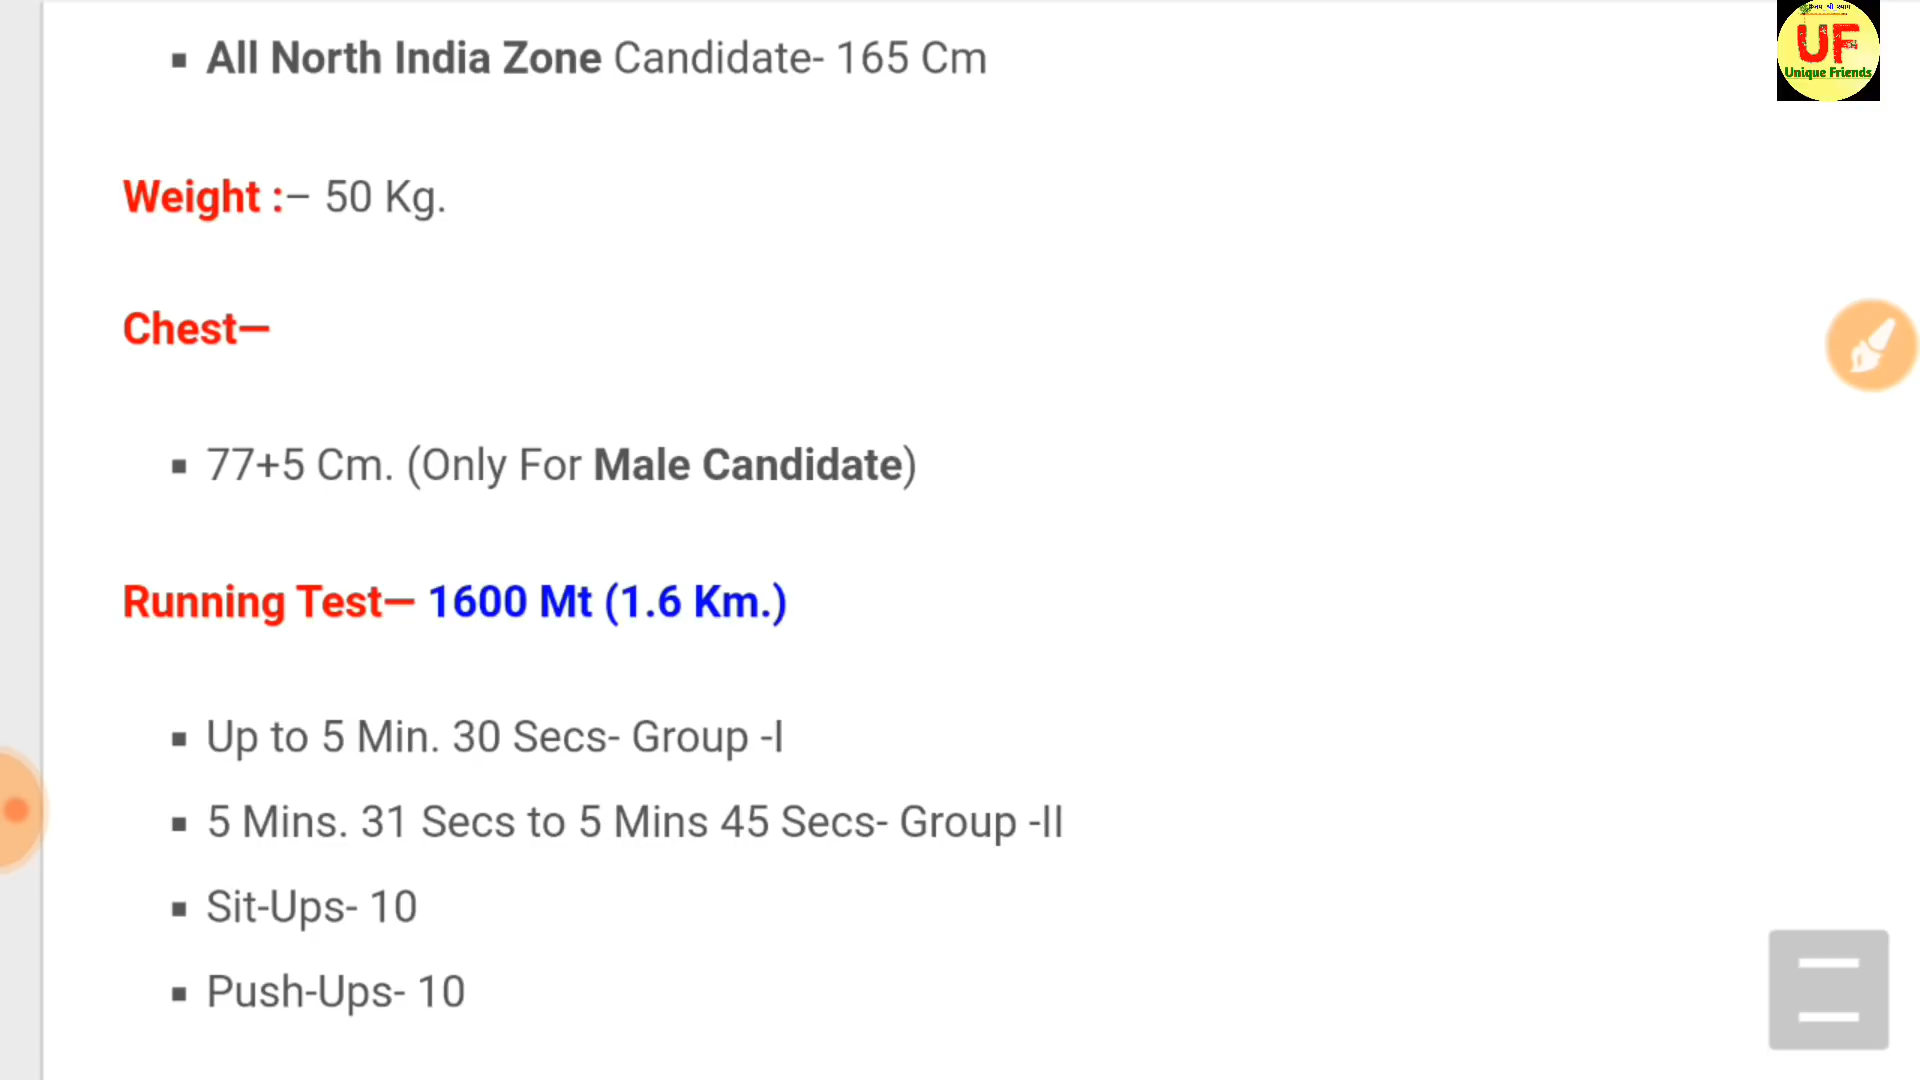 All North India Zone Candidate- 165 Cm
Weight :– 50 Kg.
Chest—
77+5 Cm. (Only For Male Candidate)
Running Test— 1600 Mt (1.6 Km.)
Up to 5 Min. 30 Secs- Group -I
5 Mins. 31 Secs to 5 Mins 45 Secs- Group -II
Sit-Ups- 10
Push-Ups- 10
UF
Unique Friends